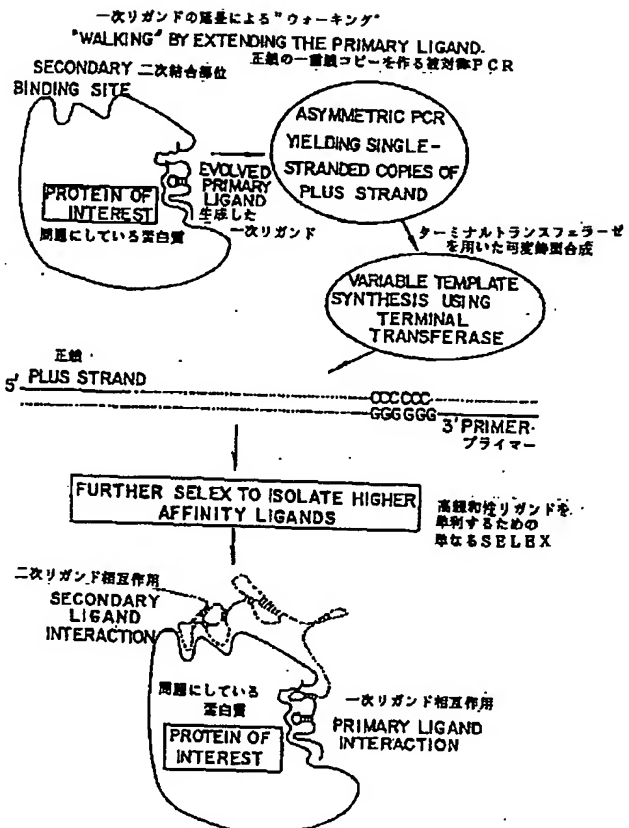 一次リガンドの延長による"ウォーキング"
"WALKING" BY EXTENDING THE PRIMARY LIGAND.
正鎖の一重鎖コピーを作る被対称PCR
SECONDARY 二次結合部位
BINDING SITE
ASYMMETRIC PCR
YIELDING SINGLE-
STRANDED COPIES OF
PLUS STRAND
EVOLVED
PRIMARY
LIGAND
生成した
一次リガンド
PROTEIN OF
INTEREST
問題にしている蛋白質
ターミナルトランスフェラーゼ
を用いた可変鋳型合成
VARIABLE TEMPLATE
SYNTHESIS USING
TERMINAL
TRANSFERASE
正鎖
5' PLUS STRAND
CCC CCC
GGG GGG
3' PRIMER
プライマー
FURTHER SELEX TO ISOLATE HIGHER
AFFINITY LIGANDS
高親和性リガンドを
単利するための
単なるSELEX
二次リガンド相互作用
SECONDARY
LIGAND
INTERACTION
問題にしている
蛋白質
PROTEIN OF
INTEREST
一次リガンド相互作用
PRIMARY LIGAND
INTERACTION